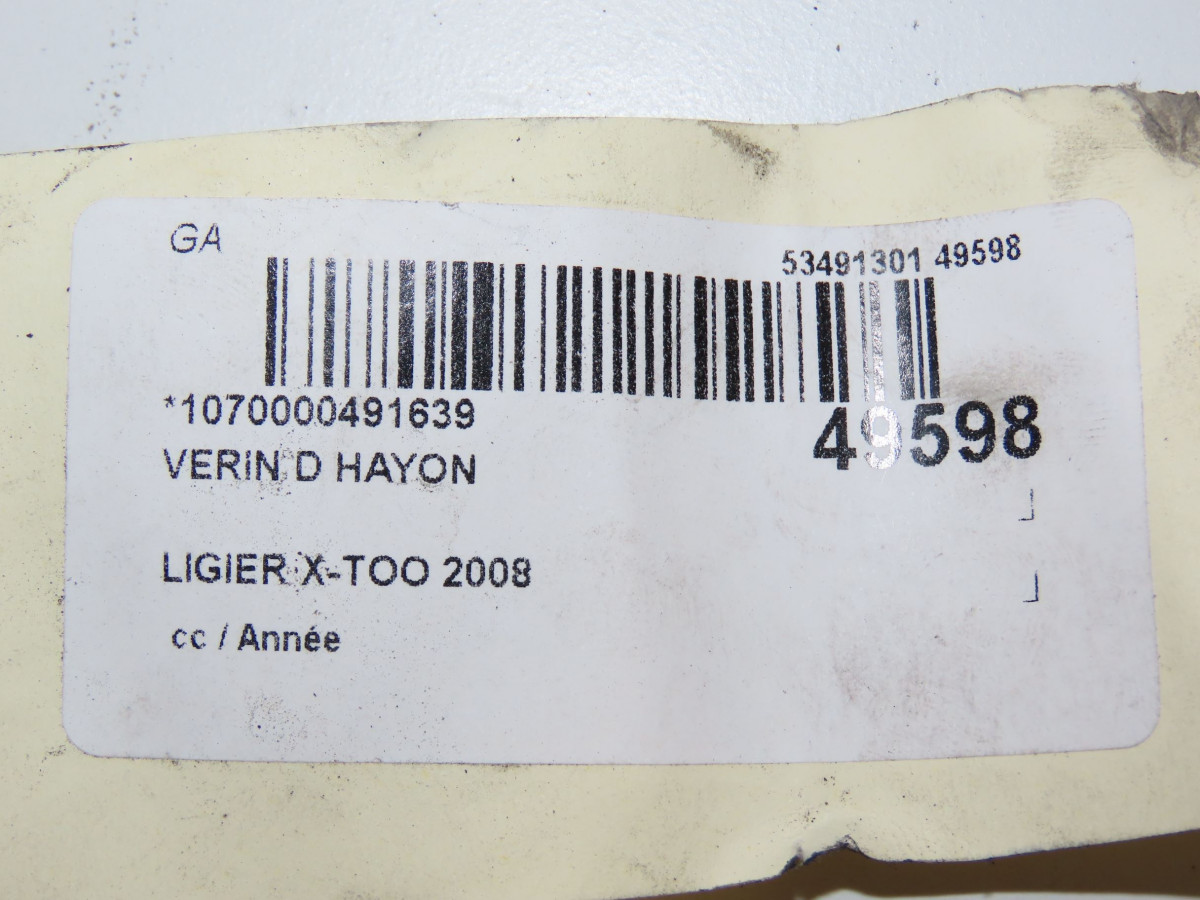 GA
53491301 49598
*1070000491639
49598
VERIN D HAYON
LIGIER X-TOO 2008
cc / Année